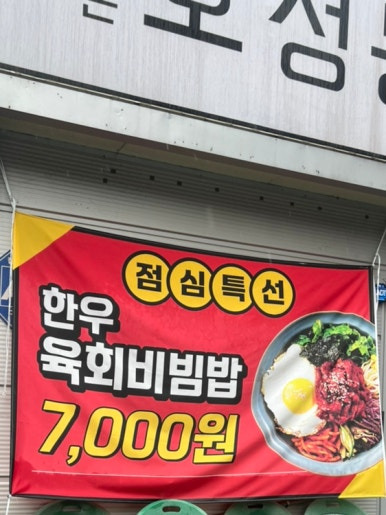 점심특선
한우
육회비빔밥
7,000원